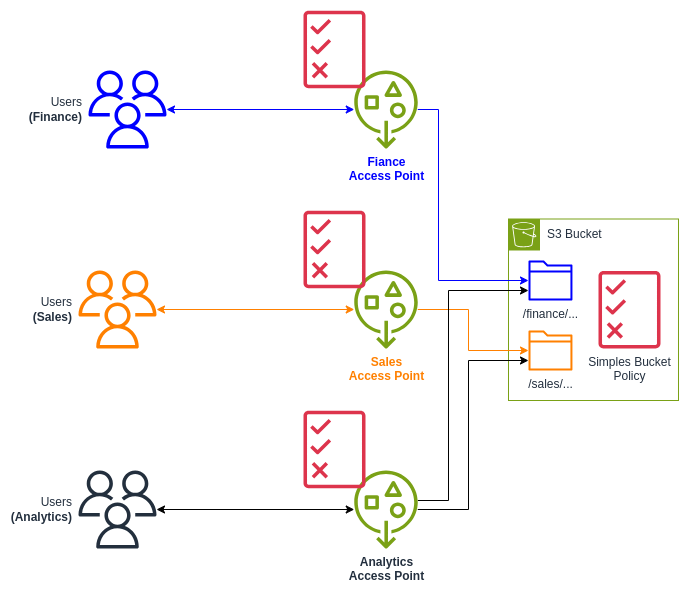 Users
(Finance)
Fiance
Access Point
S3 Bucket
Users
(Sales)
/finance/...
Sales
Access Point
Simples Bucket
Policy
/sales/...
Users
(Analytics)
Analytics
Access Point